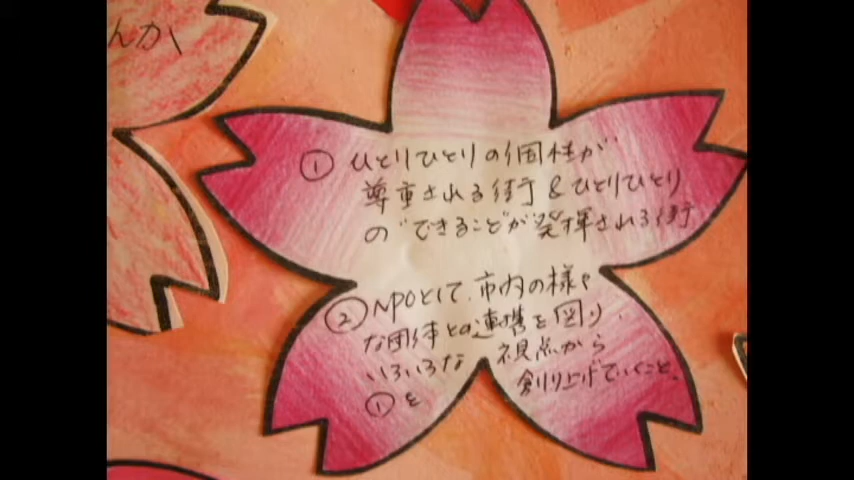 んか
① ひとりひとりの個性が
尊重される街 & ひとりひとり
の"できること"が発揮される街
② NPOとして、市内の様々
な団体との連携を図り、
いろいろな 視点から
①を 創り上げていくこと。